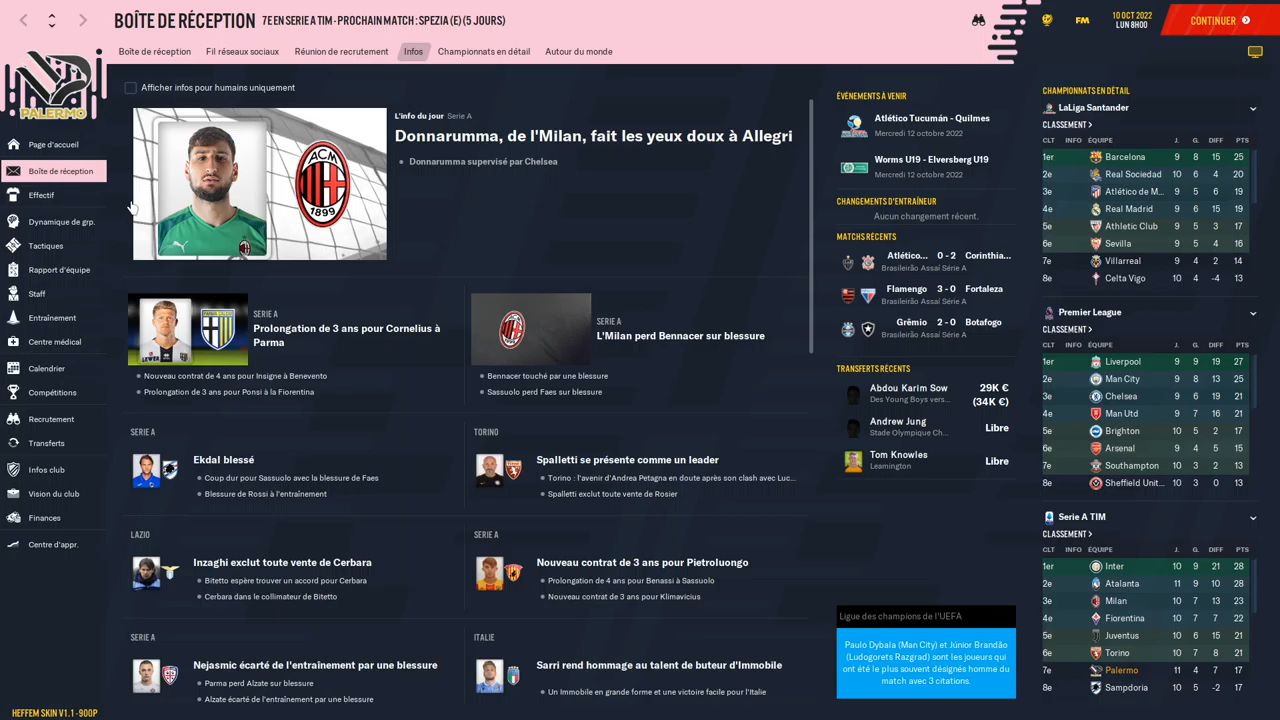 BOÎTE DE RÉCEPTION 7E EN SERIE A TIM - PROCHAIN MATCH : SPEZIA (E) (5 JOURS)
FM
10 OCT 2022
LUN 8H00
CONTINUER
Boîte de réception Fil réseaux sociaux Réunion de recrutement Infos Championnats en détail Autour du monde
PALERMO
Page d'accueil
Boîte de réception
Effectif
Dynamique de grp.
Tactiques
Rapport d'équipe
Staff
Entraînement
Centre médical
Calendrier
Compétitions
Recrutement
Transferts
Infos club
Vision du club
Finances
Centre d'appr.
HEFFEM SKIN V1.1 - 900P
Afficher infos pour humains uniquement
ACM
1899
L'info du jour Serie A
Donnarumma, de l'Milan, fait les yeux doux à Allegri
Donnarumma supervisé par Chelsea
SERIE A
Prolongation de 3 ans pour Cornelius à
Parma
Nouveau contrat de 4 ans pour Insigne à Benevento
Prolongation de 3 ans pour Ponsi à la Fiorentina
SERIE A
L'Milan perd Bennacer sur blessure
Bennacer touché par une blessure
Sassuolo perd Faes sur blessure
SERIE A
Ekdal blessé
Coup dur pour Sassuolo avec la blessure de Faes
Blessure de Rossi à l'entraînement
TORINO
Spalletti se présente comme un leader
Torino : l'avenir d'Andrea Petagna en doute après son clash avec Luc...
Spalletti exclut toute vente de Rosier
LAZIO
Inzaghi exclut toute vente de Cerbara
Bitetto espère trouver un accord pour Cerbara
Cerbara dans le collimateur de Bitetto
SERIE A
Nouveau contrat de 3 ans pour Pietroluongo
Prolongation de 4 ans pour Benassi à Sassuolo
Nouveau contrat de 3 ans pour Klimavicius
SERIE A
Nejasmic écarté de l'entraînement par une blessure
Parma perd Alzate sur blessure
Alzate écarté de l'entraînement par une blessure
ITALIE
Sarri rend hommage au talent de buteur d'Immobile
Un Immobile en grande forme et une victoire facile pour l'Italie
ÉVÉNEMENTS À VENIR
Atlético Tucumán - Quilmes
Mercredi 12 octobre 2022
Worms U19 - Elversberg U19
Mercredi 12 octobre 2022
CHANGEMENTS D'ENTRAÎNEUR
Aucun changement récent.
MATCHS RÉCENTS
Atlético... 0 - 2 Corinthia...
Brasileirão Assaí Série A
Flamengo 3 - 0 Fortaleza
Brasileirão Assaí Série A
Grêmio 2 - 0 Botafogo
Brasileirão Assaí Série A
TRANSFERTS RÉCENTS
Abdou Karim Sow 29K €
Des Young Boys vers... (34K €)
Andrew Jung Libre
Stade Olympique Ch...
Tom Knowles Libre
Leamington
Ligue des champions de l'UEFA
Paulo Dybala (Man City) et Júnior Brandão
(Ludogorets Razgrad) sont les joueurs qui
ont été le plus souvent désignés homme du
match avec 3 citations.
CHAMPIONNATS EN DÉTAIL
LaLiga Santander
CLASSEMENT >
CLT INFO ÉQUIPE J. G. DIFF PTS
1er Barcelona 9 8 15 25
2e Real Sociedad 10 6 4 20
3e Atlético de M... 9 5 6 19
4e Real Madrid 9 6 15 19
5e Athletic Club 9 5 3 17
6e Sevilla 9 5 4 16
7e Villarreal 9 4 2 14
8e Celta Vigo 10 4 -4 13
Premier League
CLASSEMENT >
CLT INFO ÉQUIPE J. G. DIFF PTS
1er Liverpool 9 9 19 27
2e Man City 9 8 13 25
3e Chelsea 9 6 19 21
4e Man Utd 9 7 16 21
5e Brighton 10 5 2 17
6e Arsenal 9 4 5 15
7e Southampton 10 3 2 13
8e Sheffield Unit... 10 3 0 13
Serie A TIM
CLASSEMENT >
CLT INFO ÉQUIPE J. G. DIFF PTS
1er Inter 10 9 21 28
2e Atalanta 11 9 10 28
3e Milan 10 7 13 23
4e Fiorentina 10 7 7 22
5e Juventus 10 6 15 21
6e Torino 10 7 8 21
7e Palermo 11 4 7 17
8e Sampdoria 10 5 -2 17